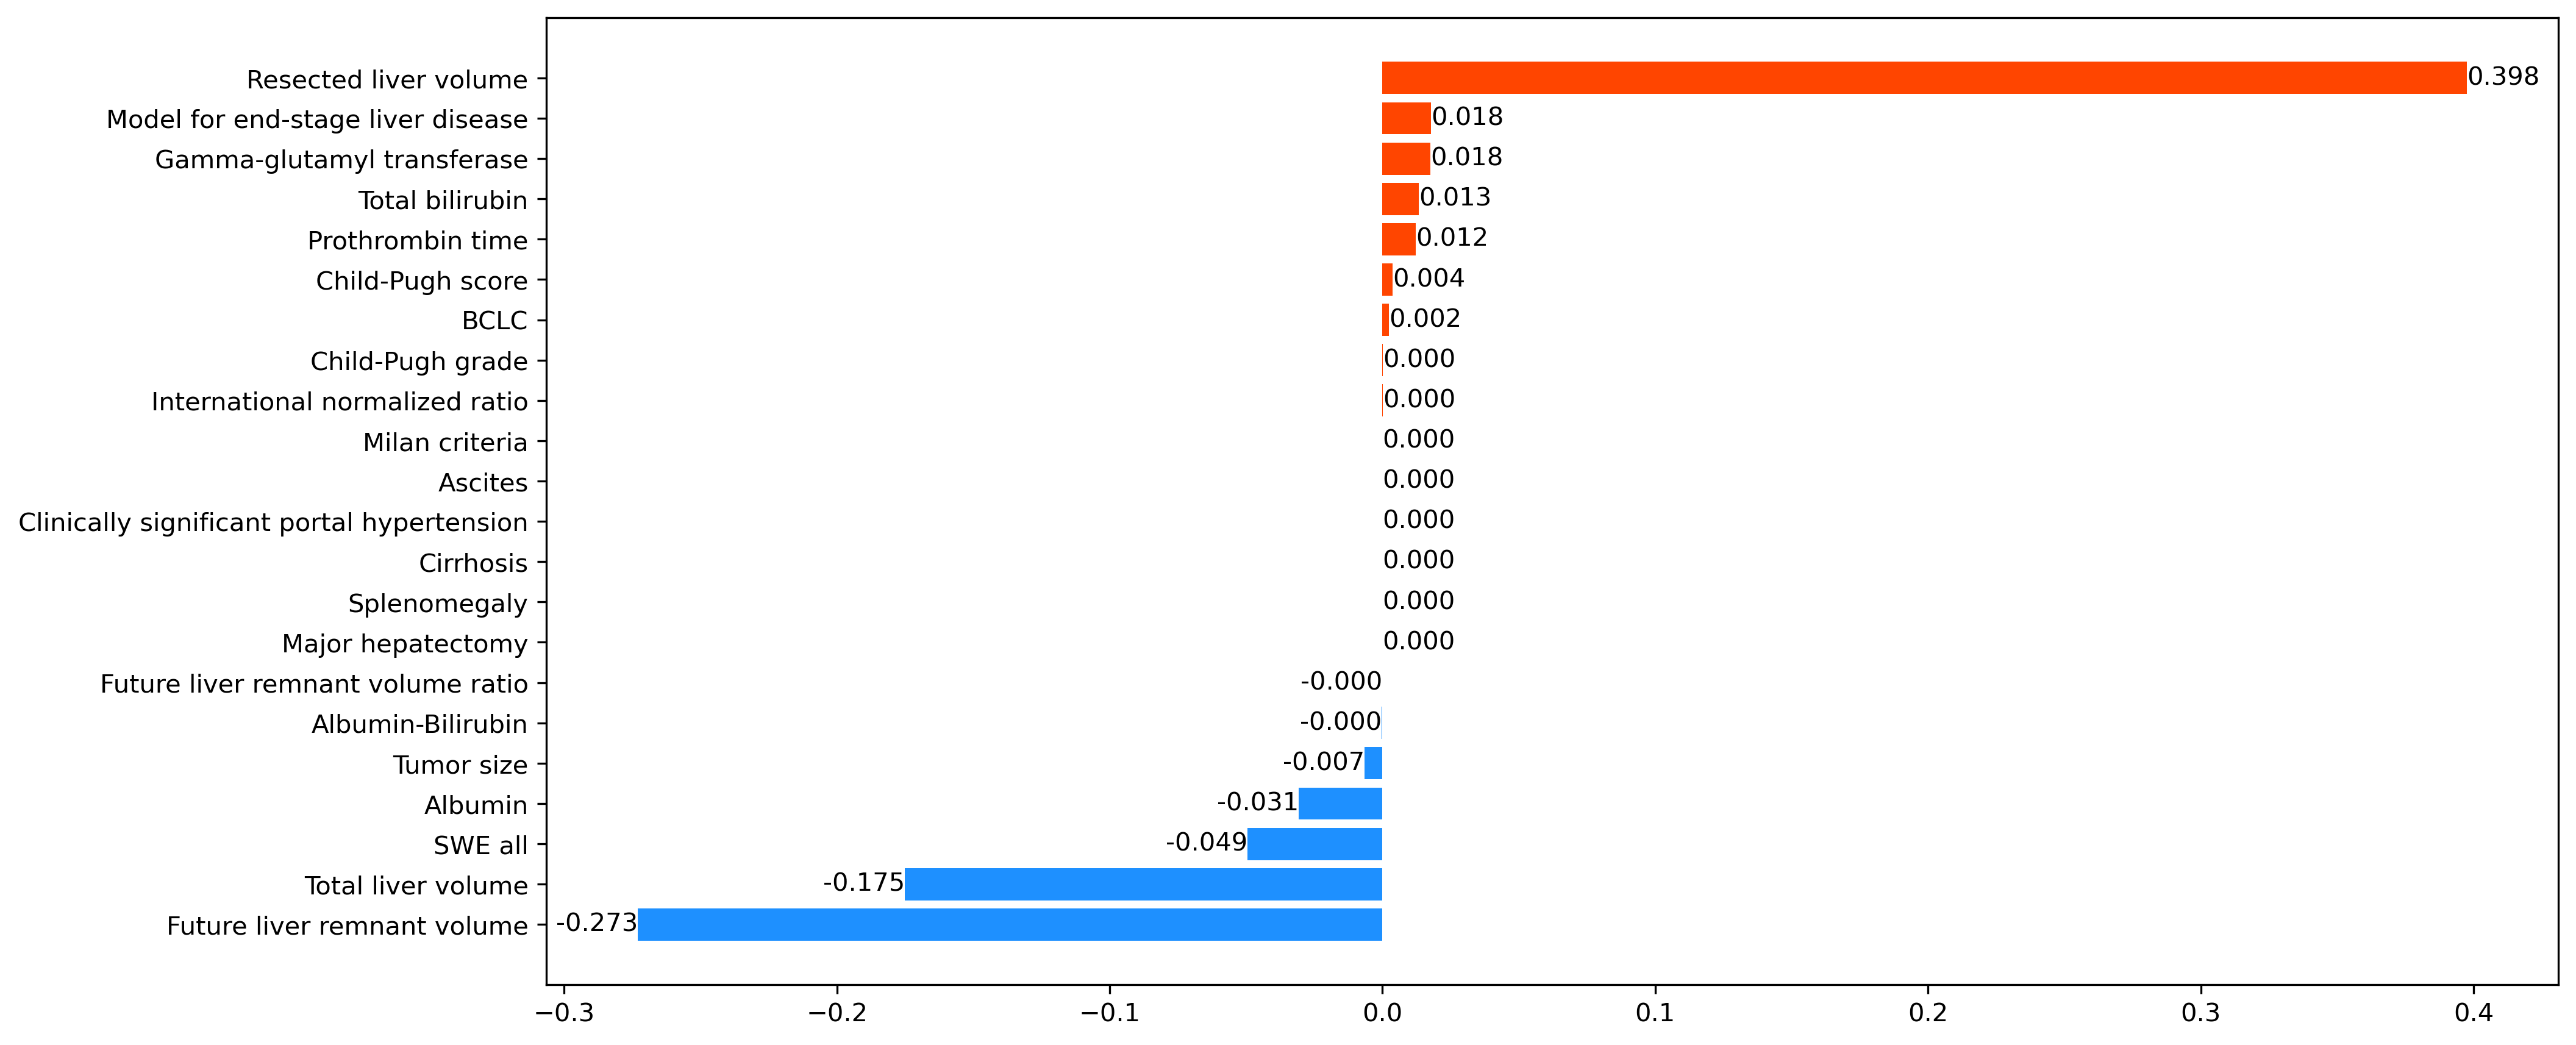 Resected liver volume 0.398
Model for end-stage liver disease 0.018
Gamma-glutamyl transferase 0.018
Total bilirubin 0.013
Prothrombin time 0.012
Child-Pugh score 0.004
BCLC 0.002
Child-Pugh grade 0.000
International normalized ratio 0.000
Milan criteria 0.000
Ascites 0.000
Clinically significant portal hypertension 0.000
Cirrhosis 0.000
Splenomegaly 0.000
Major hepatectomy 0.000
Future liver remnant volume ratio -0.000
Albumin-Bilirubin -0.000
Tumor size -0.007
Albumin -0.031
SWE all -0.049
Total liver volume -0.175
Future liver remnant volume -0.273
−0.3 −0.2 −0.1 0.0 0.1 0.2 0.3 0.4